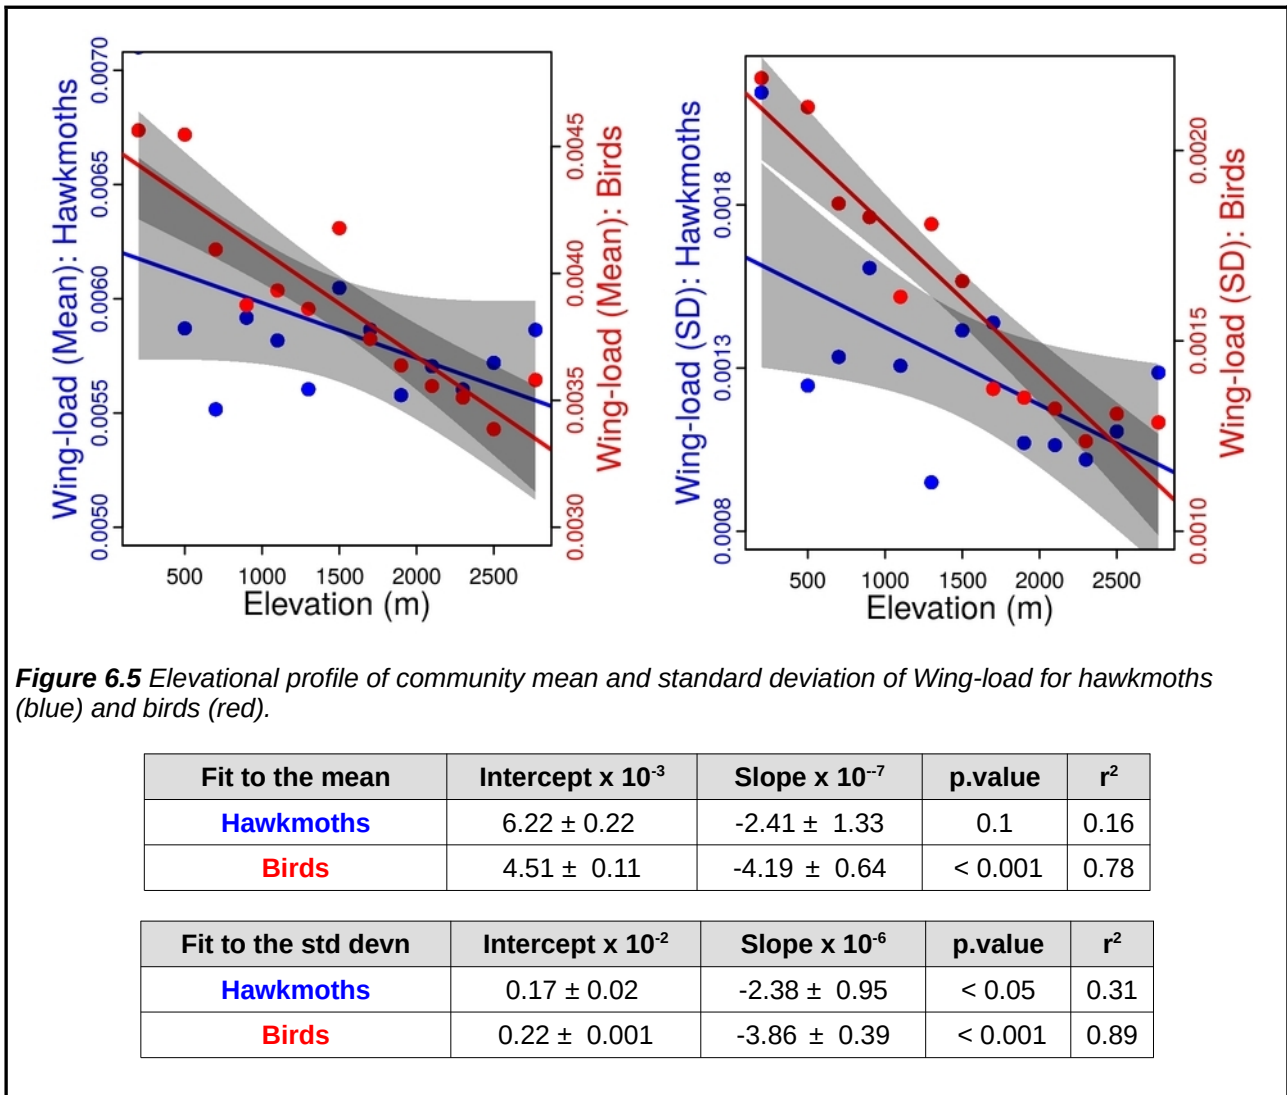 Wing-load (Mean): Hawkmoths
0.0050 0.0055 0.0060 0.0065 0.0070
500 1000 1500 2000 2500
Elevation (m)
0.0030 0.0035 0.0040 0.0045
Wing-load (Mean): Birds
Wing-load (SD): Hawkmoths
0.0008 0.0013 0.0018
500 1000 1500 2000 2500
Elevation (m)
0.0010 0.0015 0.0020
Wing-load (SD): Birds
Figure 6.5 Elevational profile of community mean and standard deviation of Wing-load for hawkmoths
(blue) and birds (red).
Fit to the mean Intercept x 10-3 Slope x 10--7 p.value r2
Hawkmoths 6.22 ± 0.22 -2.41 ± 1.33 0.1 0.16
Birds 4.51 ± 0.11 -4.19 ± 0.64 < 0.001 0.78
Fit to the std devn Intercept x 10-2 Slope x 10-6 p.value r2
Hawkmoths 0.17 ± 0.02 -2.38 ± 0.95 < 0.05 0.31
Birds 0.22 ± 0.001 -3.86 ± 0.39 < 0.001 0.89